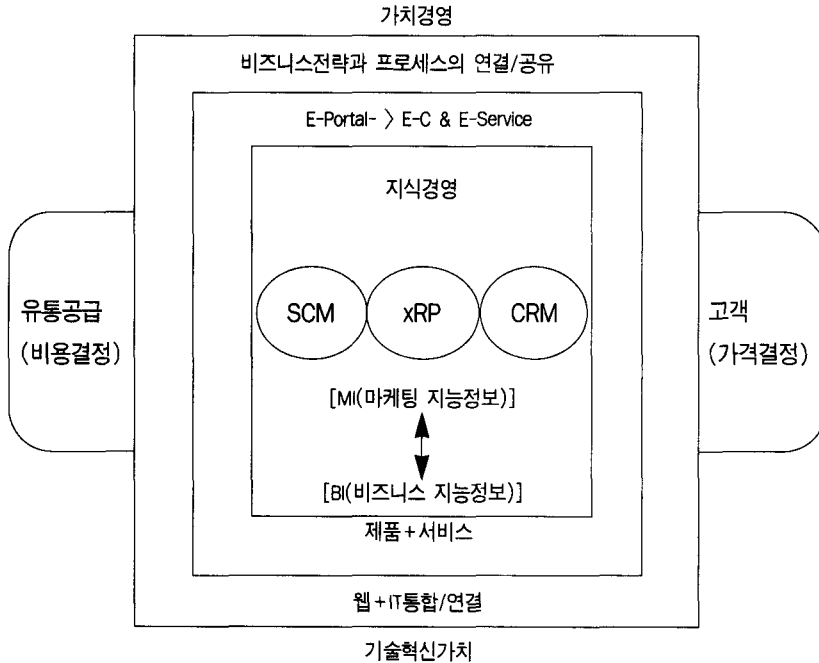 가치경영
비즈니스전략과 프로세스의 연결/공유
E-Portal- > E-C & E-Service
지식경영
유통공급
(비용결정)
SCM
xRP
CRM
고객
(가격결정)
[MI(마케팅 지능정보)]
[BI(비즈니스 지능정보)]
제품+서비스
웹+IT통합/연결
기술혁신가치